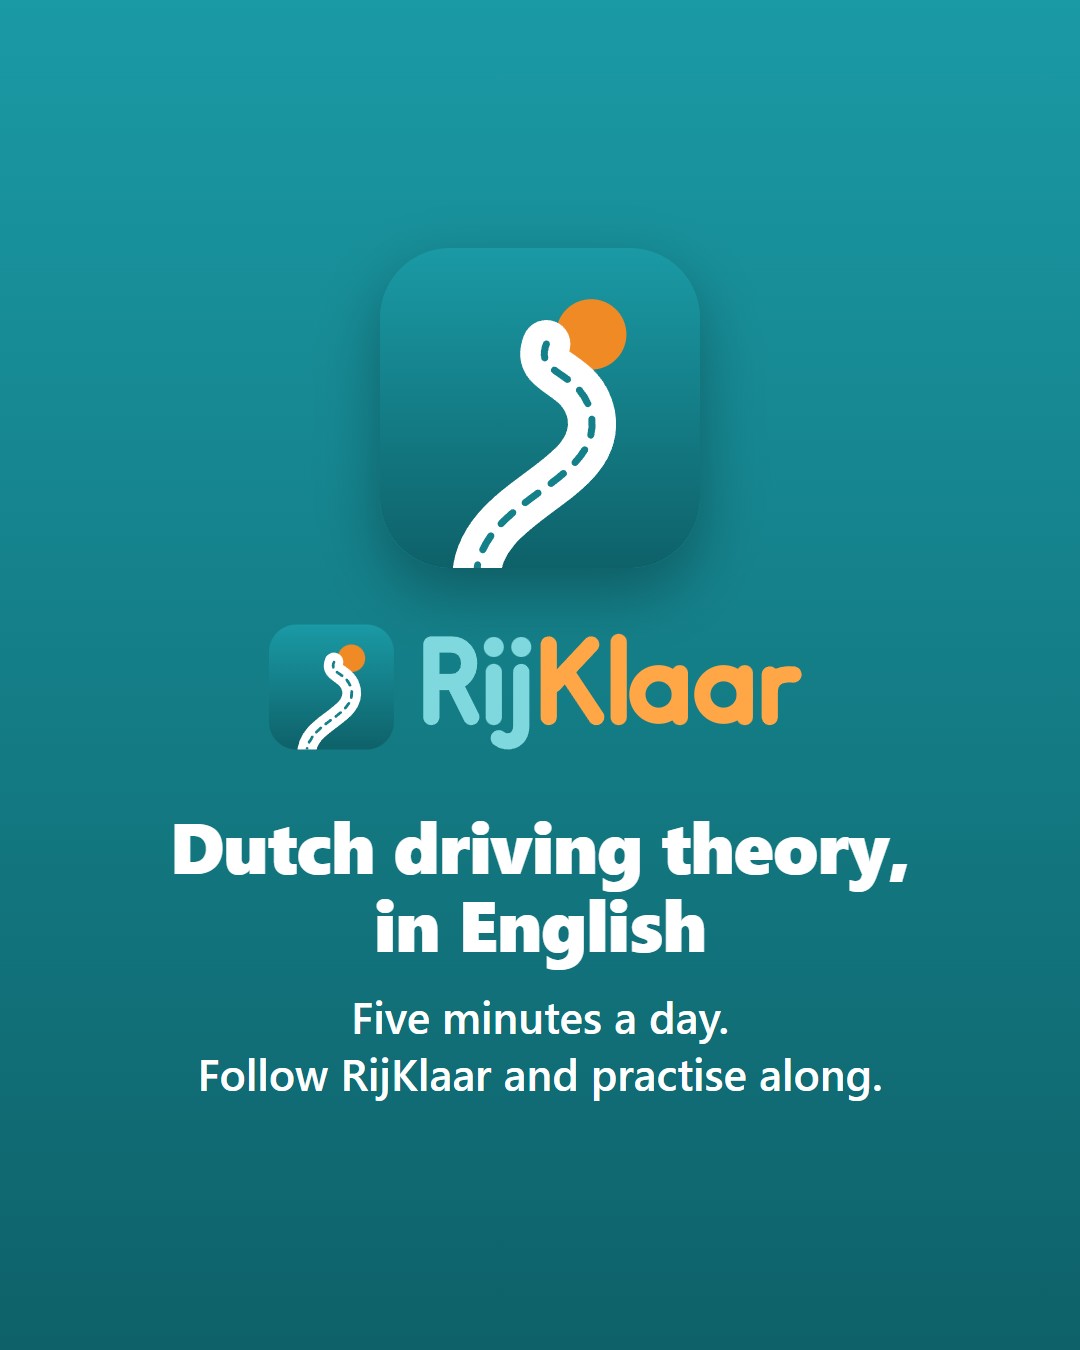 RijKlaar
Dutch driving theory,
in English
Five minutes a day.
Follow RijKlaar and practise along.